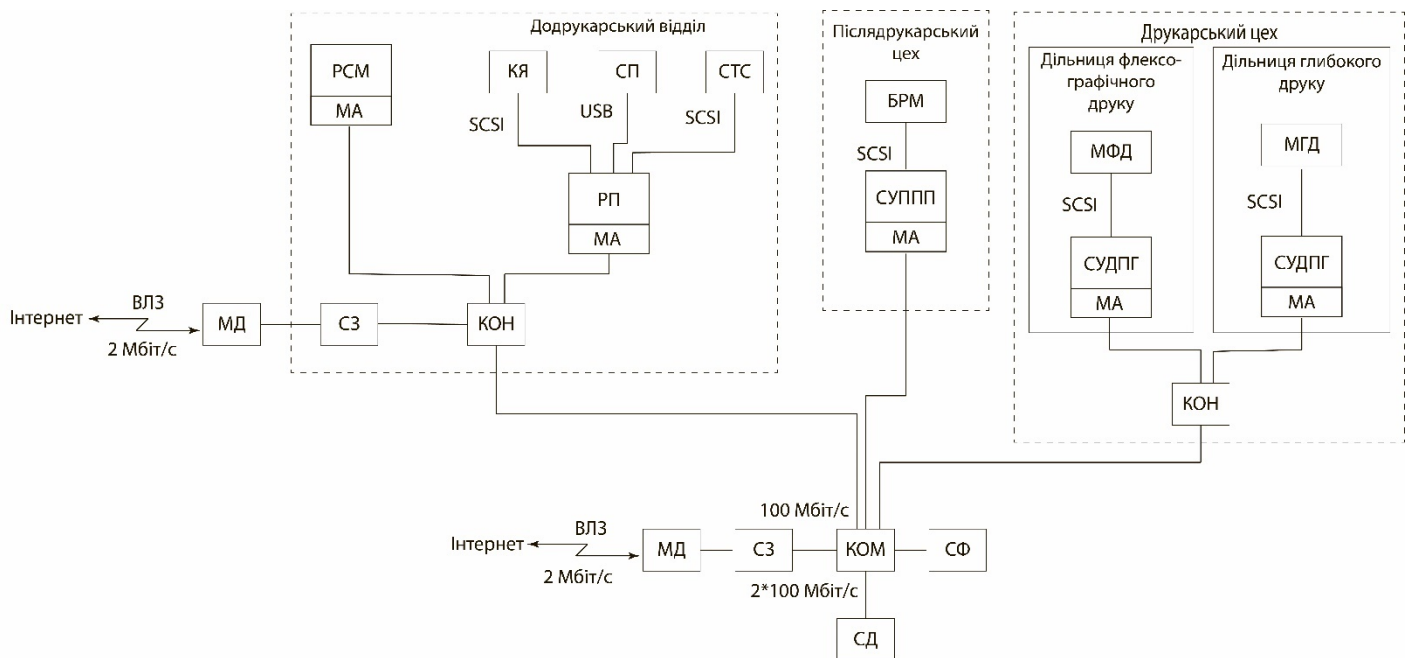 Додрукарський відділ
РСМ
МА
КЯ
СП
СТС
SCSI
USB
SCSI
РП
МА
Інтернет
ВЛЗ
2 Мбіт/с
МД
СЗ
КОН
Післядрукарський
цех
БРМ
SCSI
СУППП
МА
Друкарський цех
Дільниця флексо-
графічного
друку
МФД
SCSI
СУДПГ
МА
Дільниця глибокого
друку
МГД
SCSI
СУДПГ
МА
КОН
100 Мбіт/с
Інтернет
ВЛЗ
2 Мбіт/с
МД
СЗ
КОМ
СФ
2*100 Мбіт/с
СД